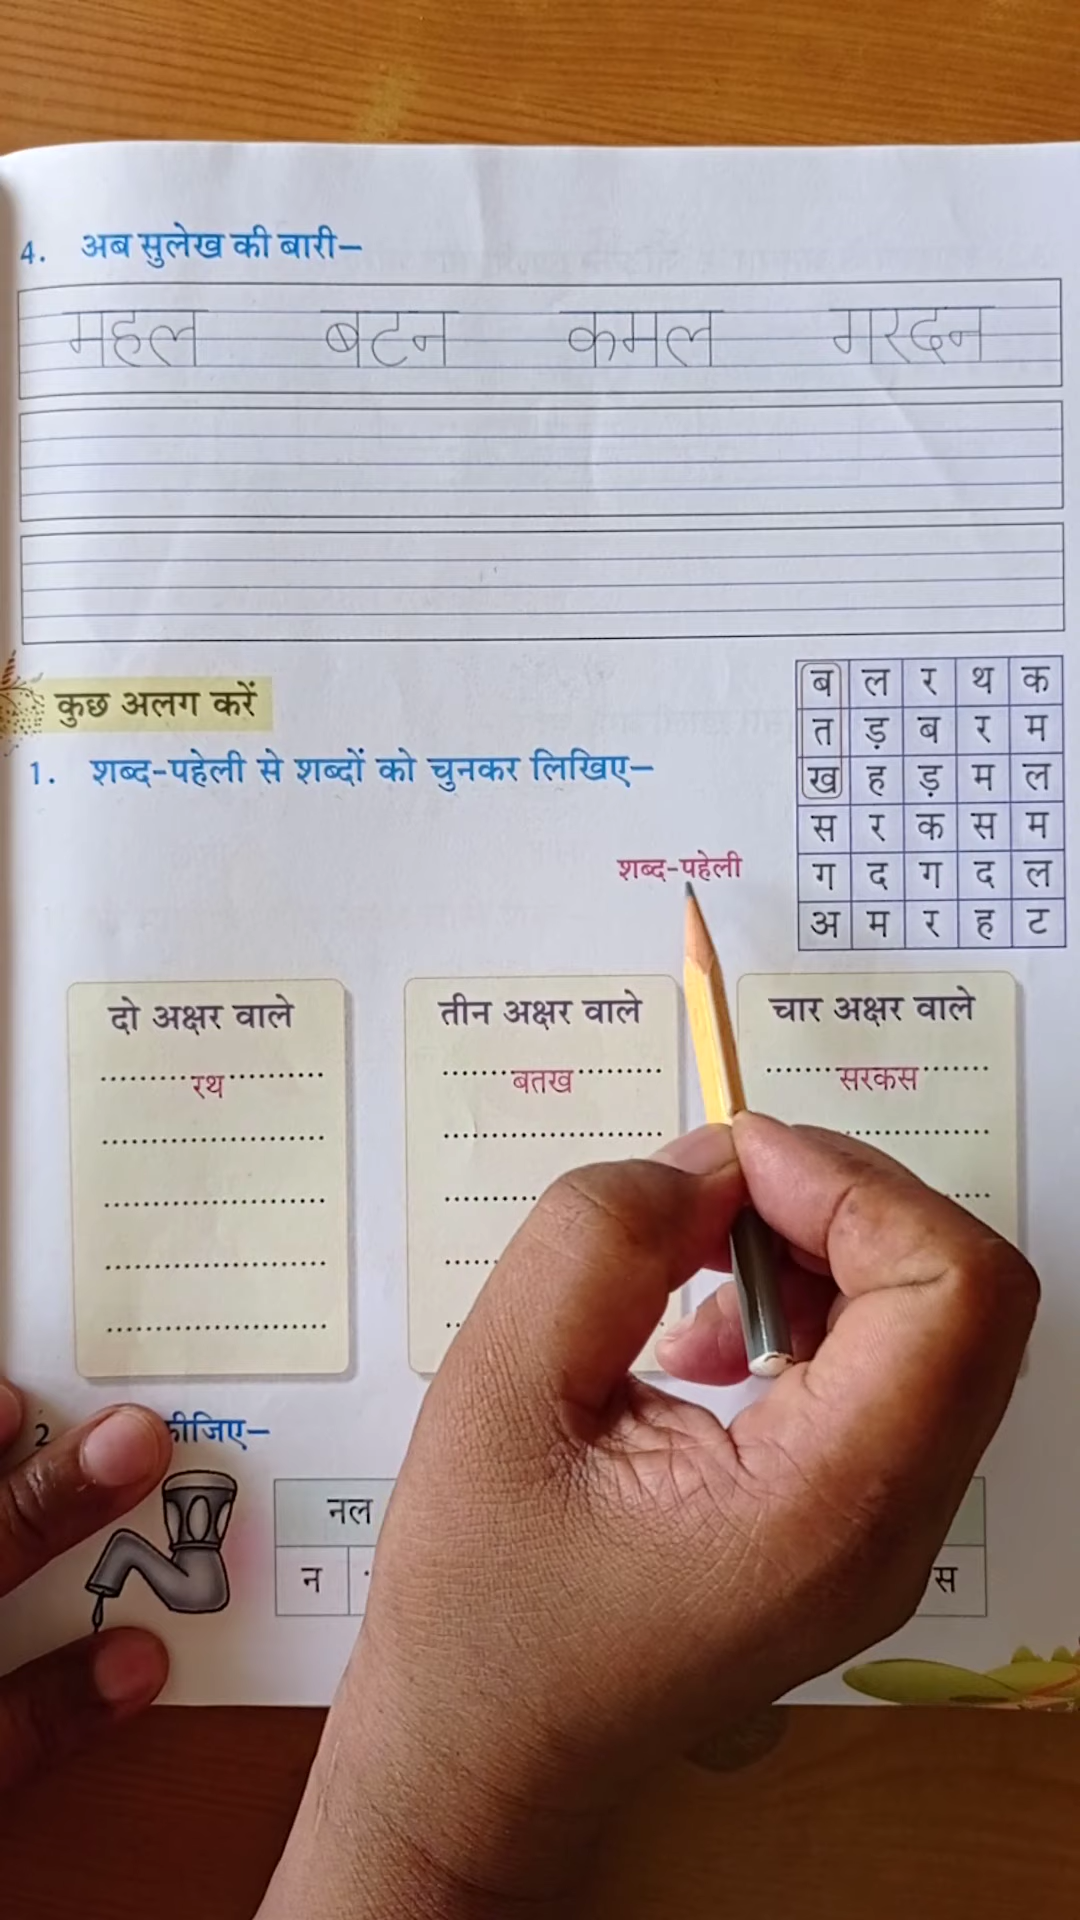 4. अब सुलेख की बारी–
महल बटन कमल गरदन
कुछ अलग करें
1. शब्द-पहेली से शब्दों को चुनकर लिखिए–
ब ल र थ क
त ड़ ब र म
ख ह ड़ म ल
स र क स म
ग द ग द ल
अ म र ह ट
शब्द-पहेली
दो अक्षर वाले
रथ
तीन अक्षर वाले
बतख
चार अक्षर वाले
सरकस
2
नल
न
स